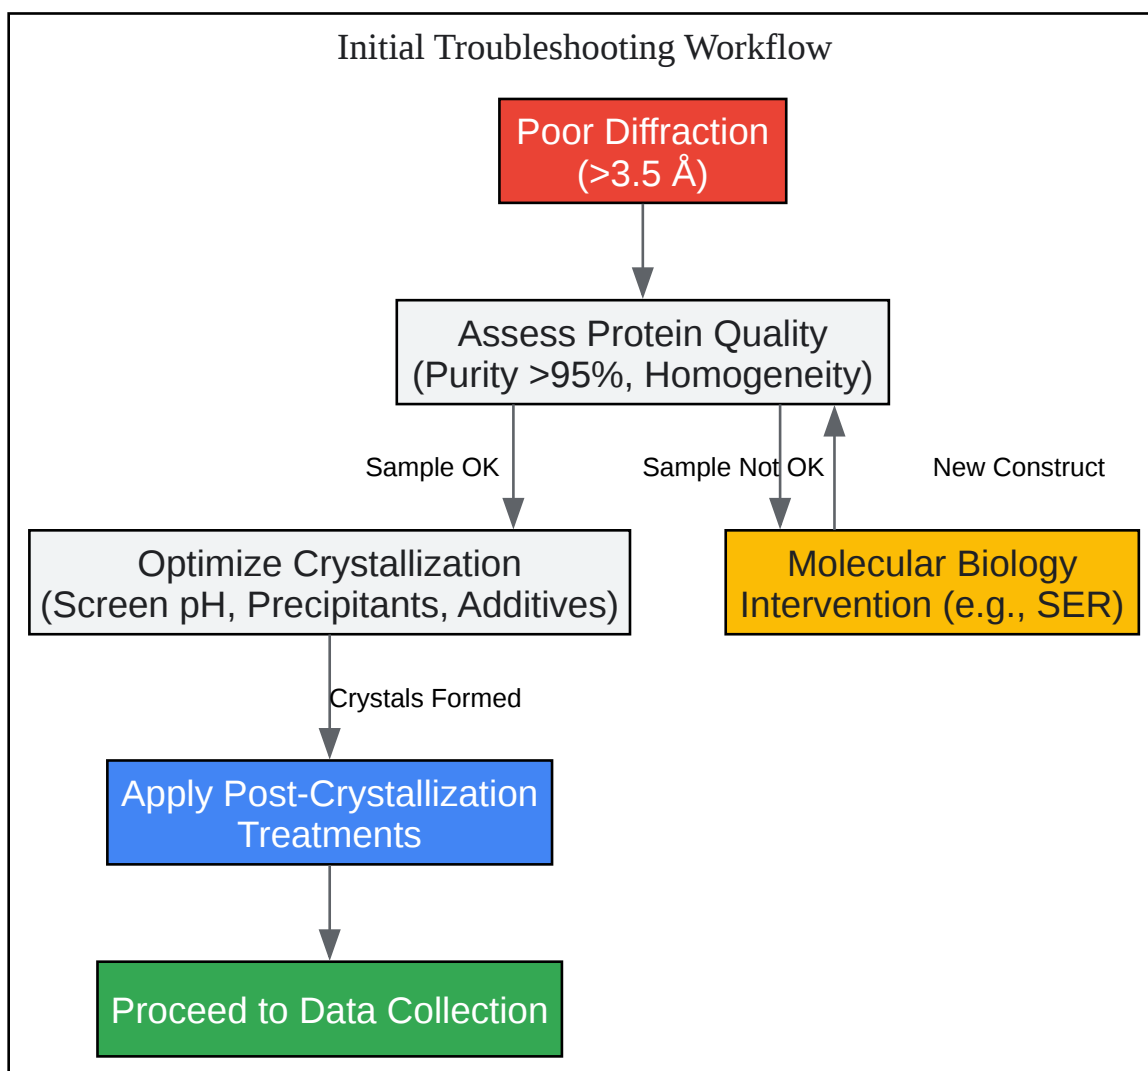 Initial Troubleshooting Workflow
Poor Diffraction
(>3.5 Å)
Assess Protein Quality
(Purity >95%, Homogeneity)
Sample OK
Sample Not OK
New Construct
Optimize Crystallization
(Screen pH, Precipitants, Additives)
Molecular Biology
Intervention (e.g., SER)
Crystals Formed
Apply Post-Crystallization
Treatments
Proceed to Data Collection